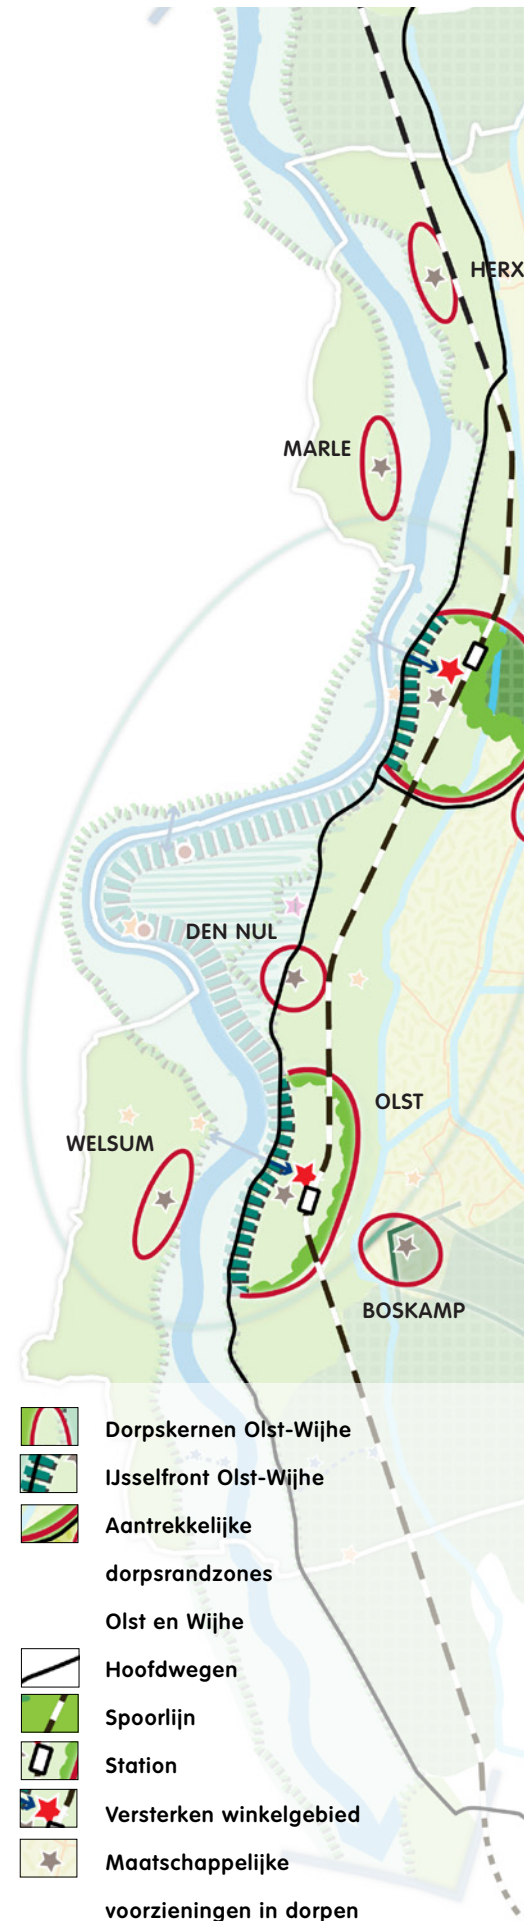 HERX
MARLE
DEN NUL
OLST
WELSUM
BOSKAMP
Dorpskernen Olst-Wijhe
IJsselfront Olst-Wijhe
Aantrekkelijke
dorpsrandzones
Olst en Wijhe
Hoofdwegen
Spoorlijn
Station
Versterken winkelgebied
Maatschappelijke
voorzieningen in dorpen